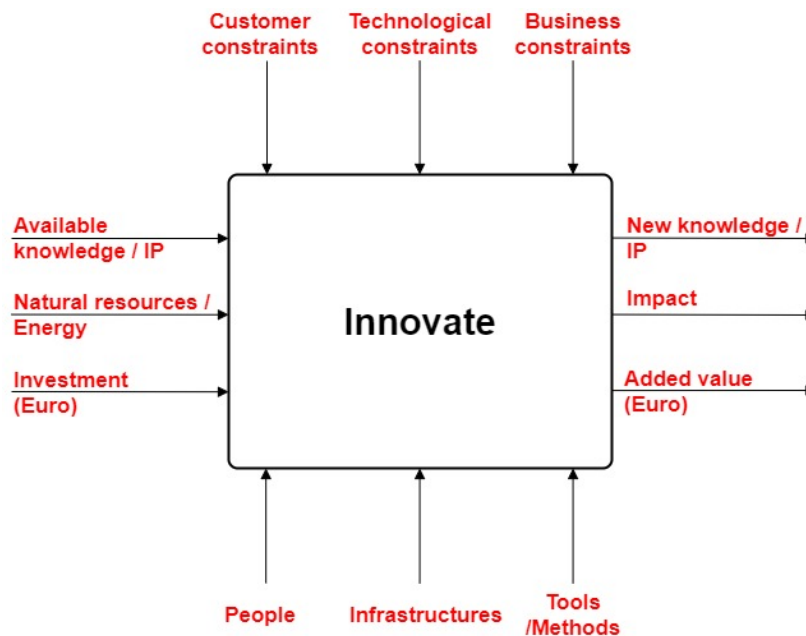 Customer
constraints
Technological
constraints
Business
constraints
Available
knowledge / IP
Natural resources /
Energy
Investment
(Euro)
Innovate
New knowledge /
IP
Impact
Added value
(Euro)
People
Infrastructures
Tools
/Methods